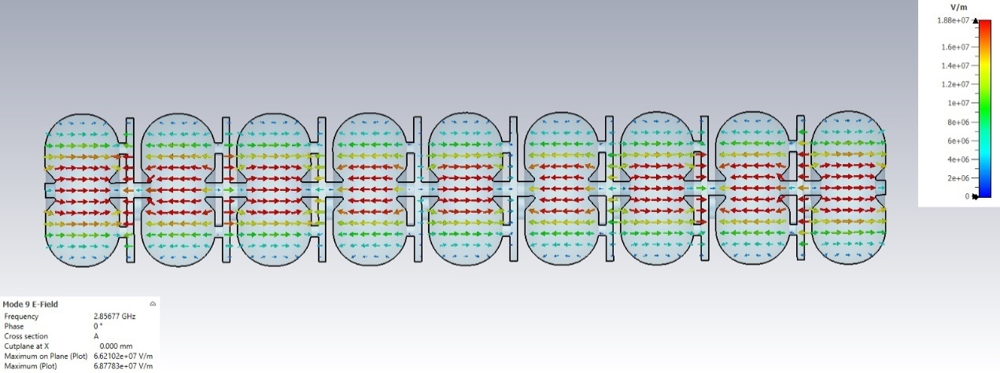 V/m
1.88e+07
1.6e+07
1.4e+07
1.2e+07
1e+07
8e+06
6e+06
4e+06
2e+06
0
Mode 9 E-Field
Frequency 2.85677 GHz
Phase 0 °
Cross section A
Cutplane at X 0.000 mm
Maximum on Plane (Plot) 6.62102e+07 V/m
Maximum (Plot) 6.87783e+07 V/m